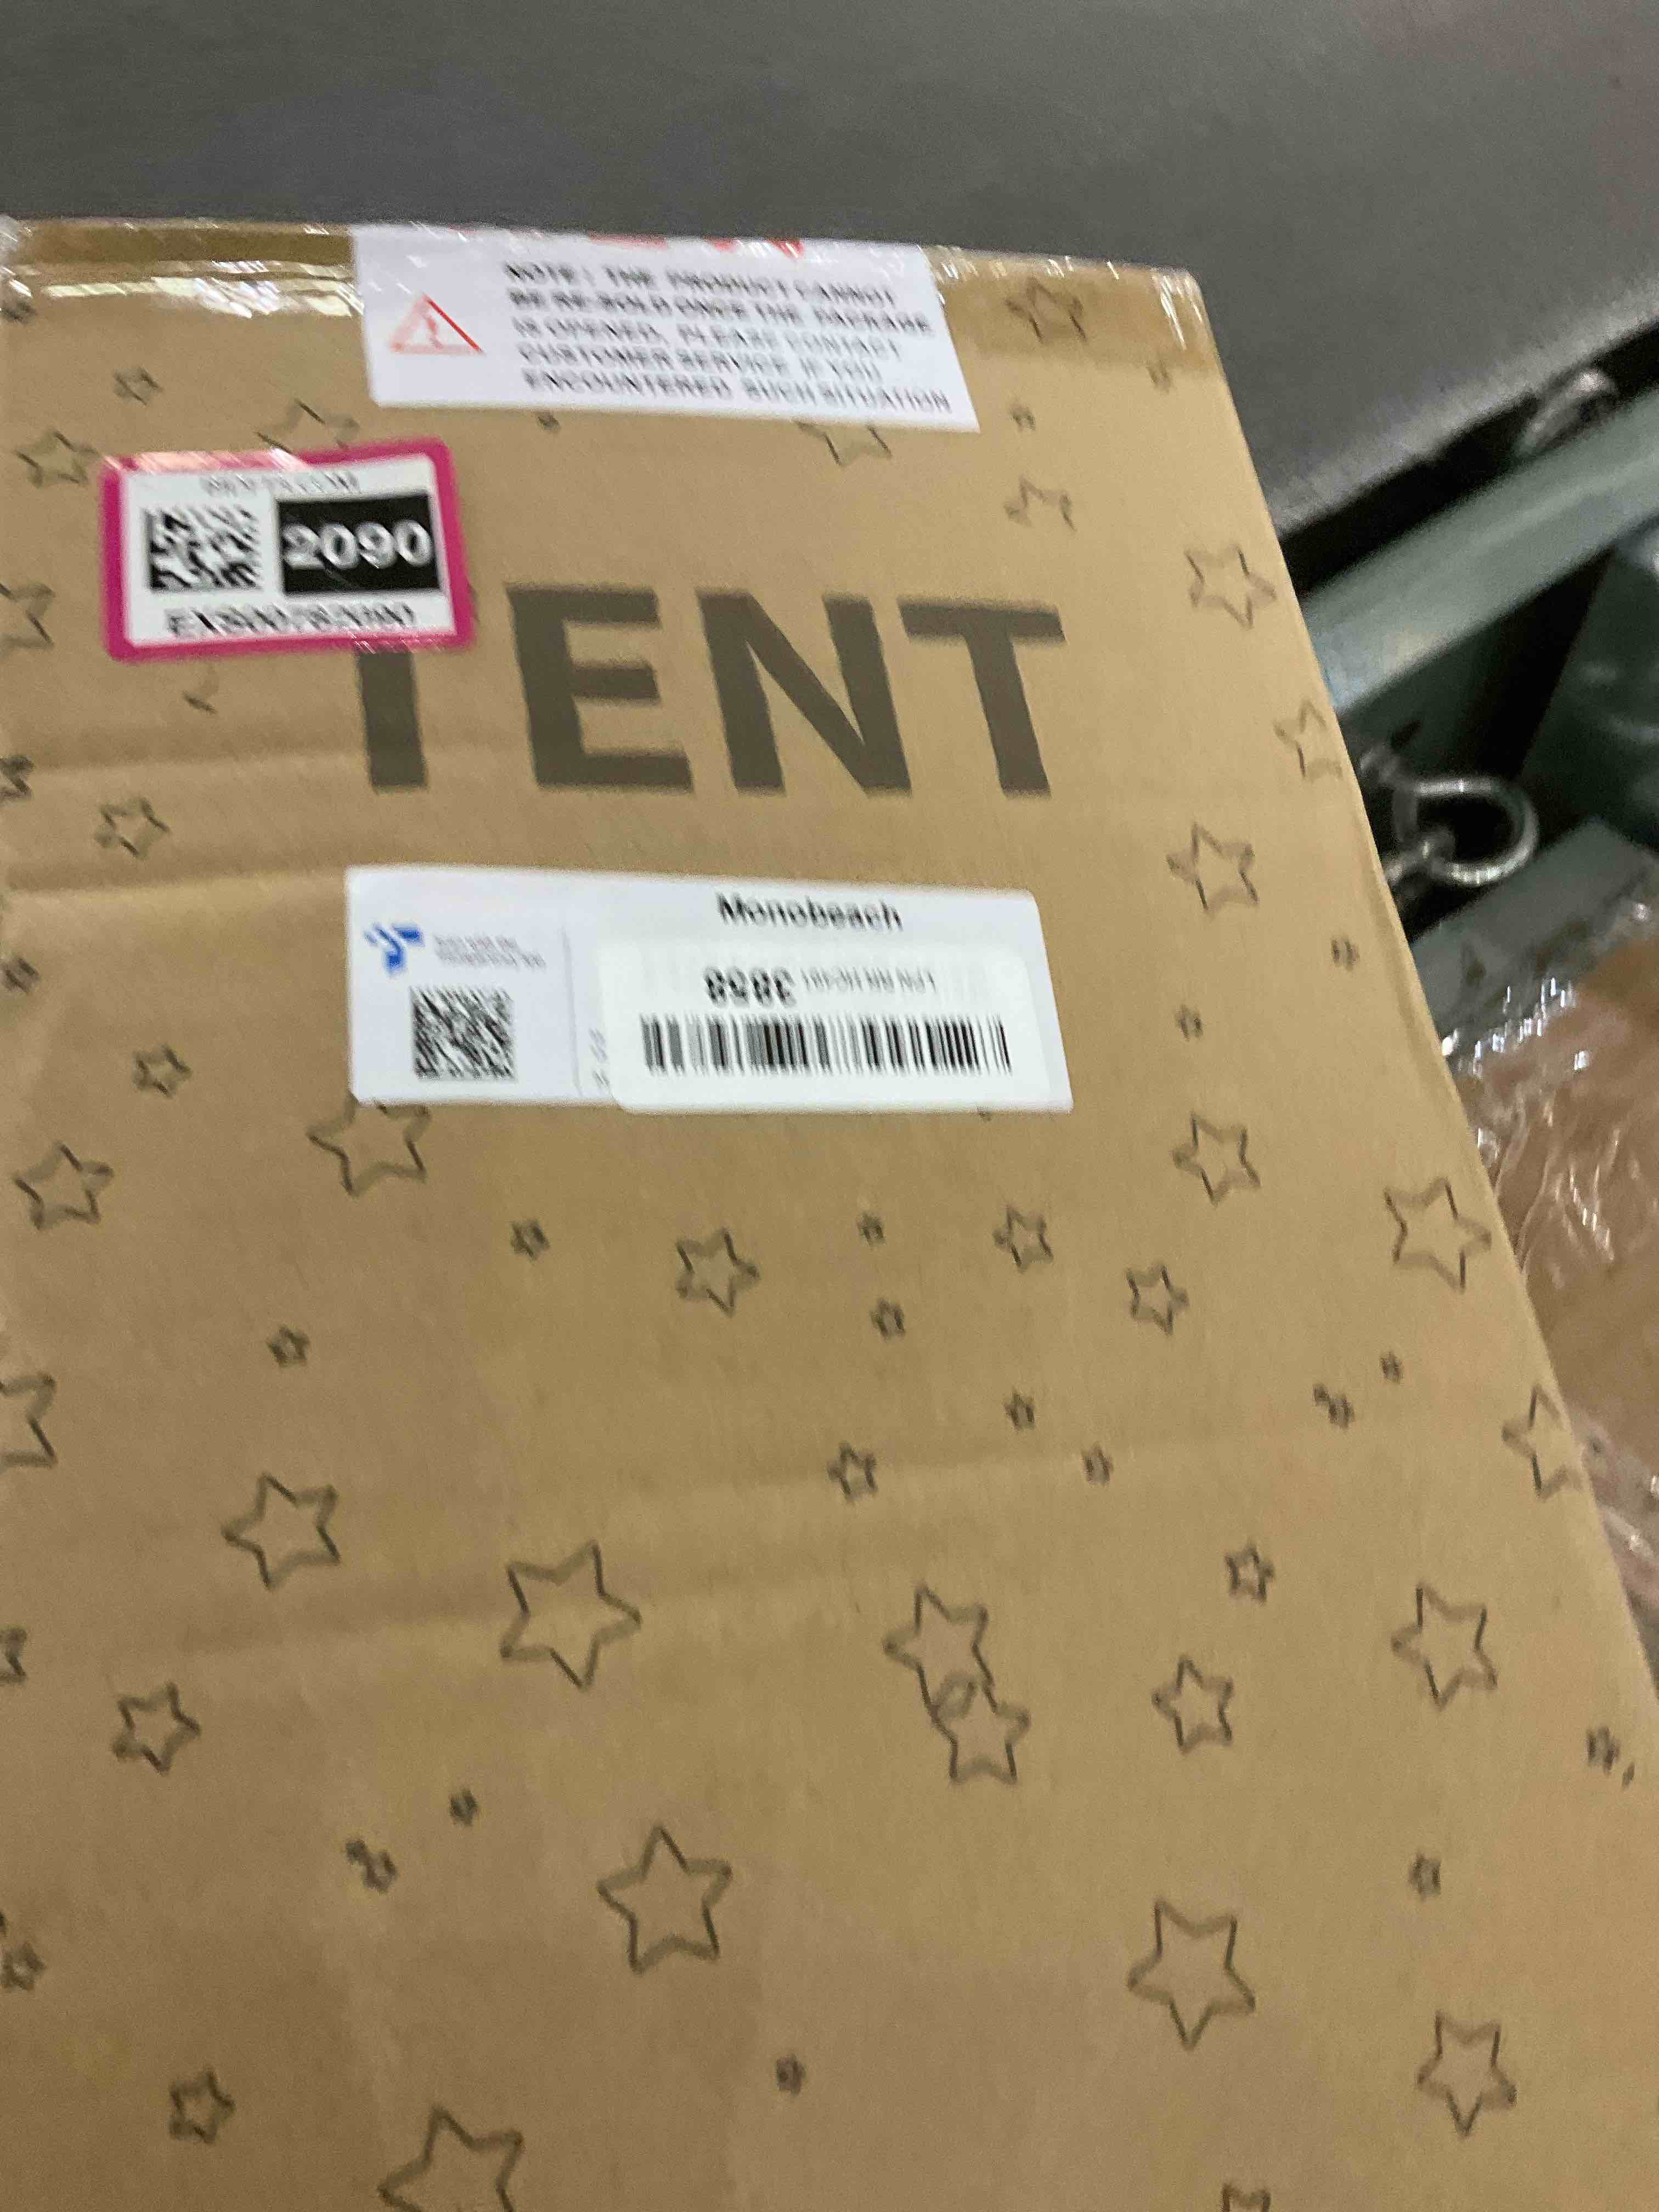 NOTE: THE PRODUCT CANNOT
BE RE-SOLD ONCE THE PACKAGE
IS OPENED, PLEASE CONTACT
CUSTOMER SERVICE IF YOU
ENCOUNTERED SUCH SITUATION
2090
TENT
Monobeach
3858